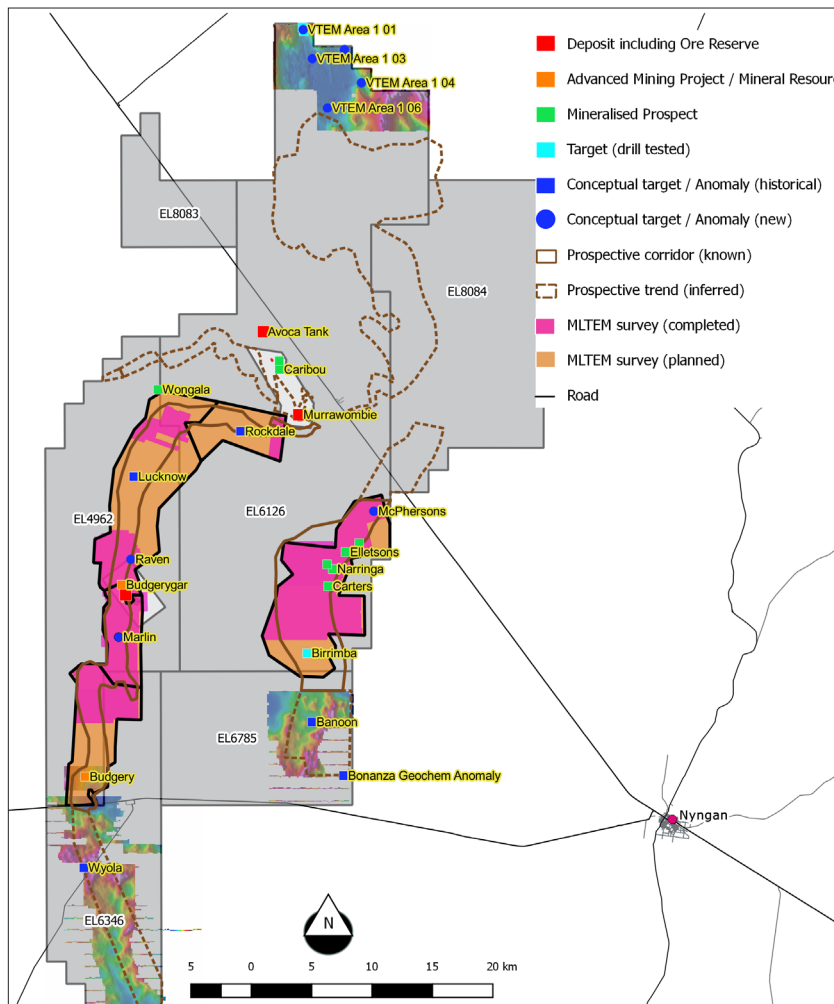 VTEM Area 1 01
VTEM Area 1 03
VTEM Area 1 04
VTEM Area 1 06
Deposit including Ore Reserve
Advanced Mining Project / Mineral Resour
Mineralised Prospect
Target (drill tested)
Conceptual target / Anomaly (historical)
Conceptual target / Anomaly (new)
Prospective corridor (known)
Prospective trend (inferred)
MLTEM survey (completed)
MLTEM survey (planned)
Road
EL8083
EL8084
Avoca Tank
Caribou
Wongala
Murrawombie
Rockdale
Lucknow
EL4962
EL6126
McPhersons
Elletsons
Raven
Narringa
Budgerygar
Carters
Marlin
Birrimba
EL6785
Banoon
Budgery
Bonanza Geochem Anomaly
Nyngan
Wyola
EL6346
N
5 0 5 10 15 20 km